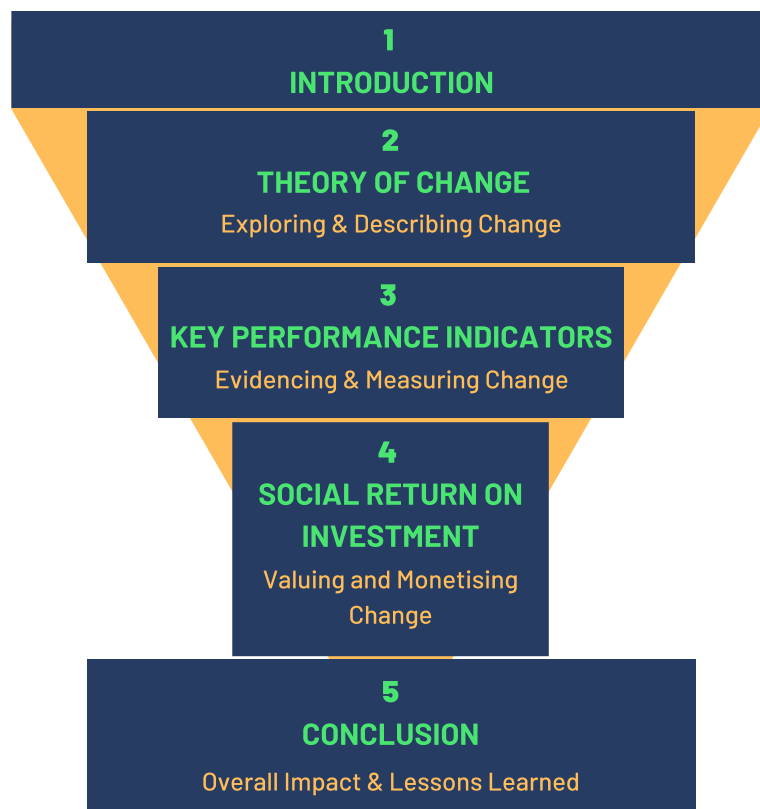 1
INTRODUCTION
2
THEORY OF CHANGE
Exploring & Describing Change
3
KEY PERFORMANCE INDICATORS
Evidencing & Measuring Change
4
SOCIAL RETURN ON
INVESTMENT
Valuing and Monetising
Change
5
CONCLUSION
Overall Impact & Lessons Learned